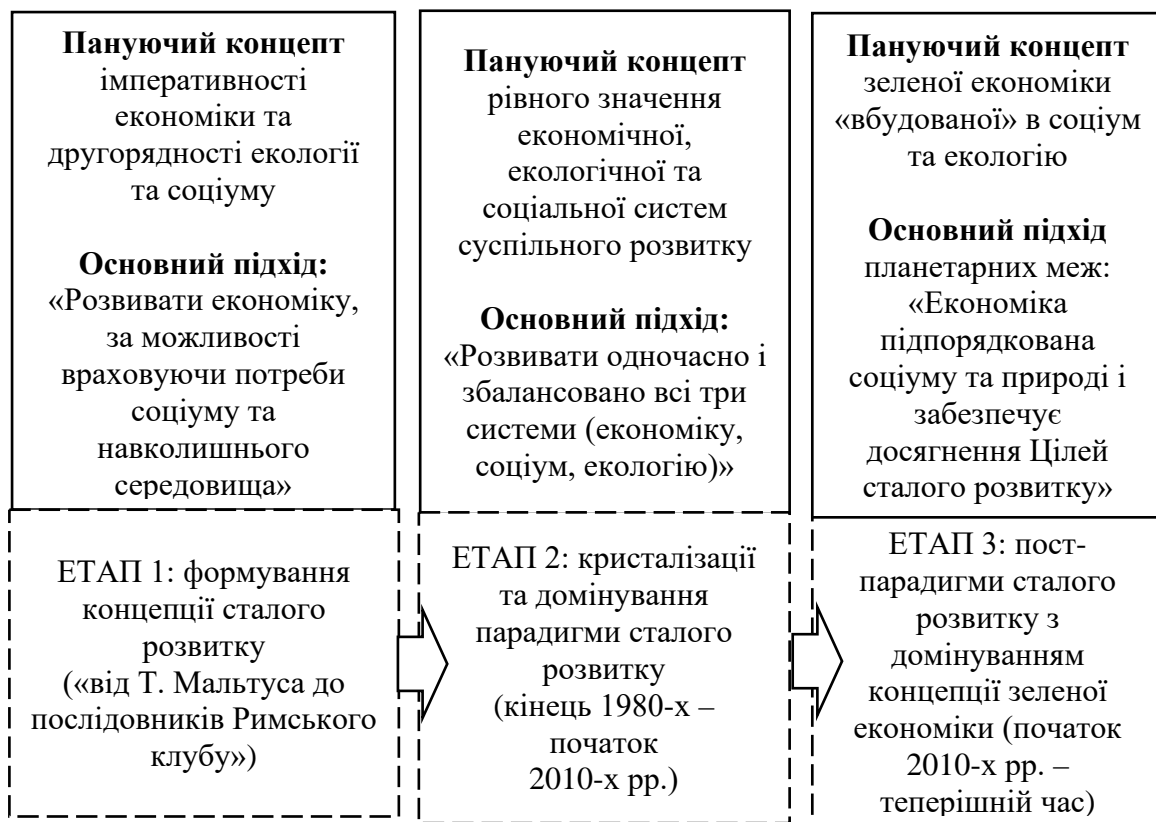 Пануючий концепт
імперативності
економіки та
другорядності екології
та соціуму
Основний підхід:
«Розвивати економіку,
за можливості
враховуючи потреби
соціуму та
навколишнього
середовища»
ЕТАП 1: формування
концепції сталого
розвитку
(«від Т. Мальтуса до
послідовників Римського
клубу»)
Пануючий концепт
рівного значення
економічної,
екологічної та
соціальної систем
суспільного розвитку
Основний підхід:
«Розвивати одночасно і
збалансовано всі три
системи (економіку,
соціум, екологію)»
ЕТАП 2: кристалізації
та домінування
парадигми сталого
розвитку
(кінець 1980-х –
початок
2010-х рр.)
Пануючий концепт
зеленої економіки
«вбудованої» в соціум
та екологію
Основний підхід
планетарних меж:
«Економіка
підпорядкована
соціуму та природі і
забезпечує
досягнення Цілей
сталого розвитку»
ЕТАП 3: пост-
парадигми сталого
розвитку з
домінуванням
концепції зеленої
економіки (початок
2010-х рр. –
теперішній час)